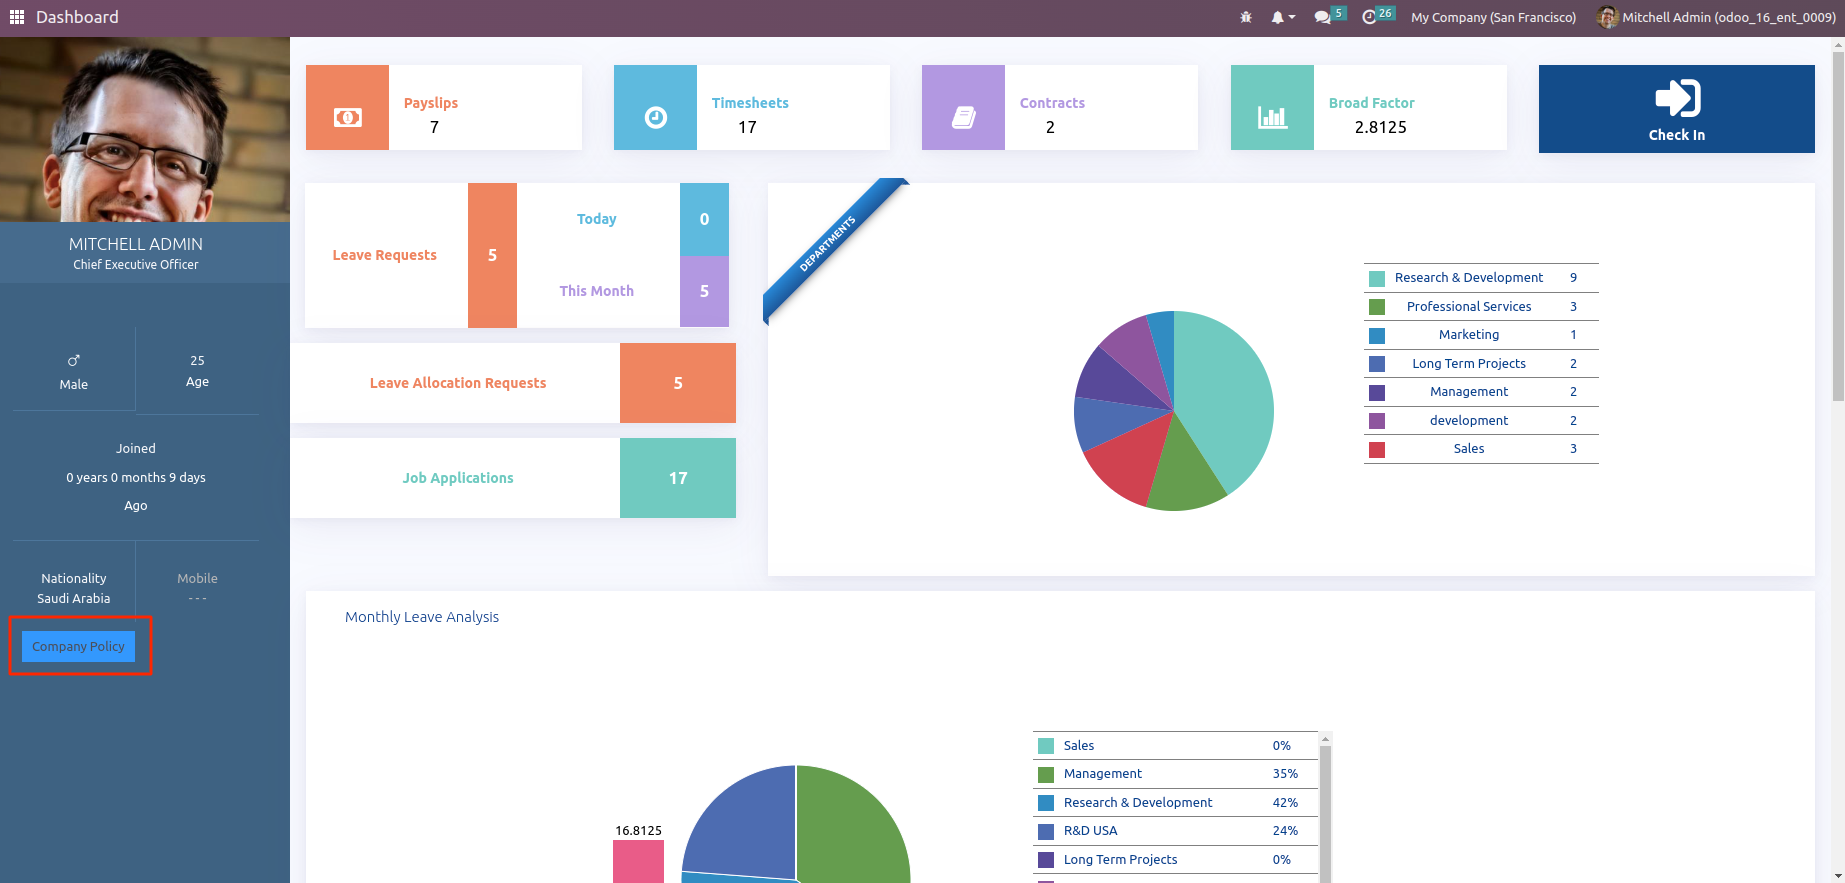 Dashboard
5
26
My Company (San Francisco)
Mitchell Admin (odoo_16_ent_0009)
MITCHELL ADMIN
Chief Executive Officer
Male
25
Age
Joined
0 years 0 months 9 days
Ago
Nationality
Saudi Arabia
Mobile
- - -
Company Policy
Payslips
7
Timesheets
17
Contracts
2
Broad Factor
2.8125
Check In
Leave Requests
5
Today
0
This Month
5
Leave Allocation Requests
5
Job Applications
17
DEPARTMENTS
Research & Development 9
Professional Services 3
Marketing 1
Long Term Projects 2
Management 2
development 2
Sales 3
Monthly Leave Analysis
16.8125
Sales 0%
Management 35%
Research & Development 42%
R&D USA 24%
Long Term Projects 0%